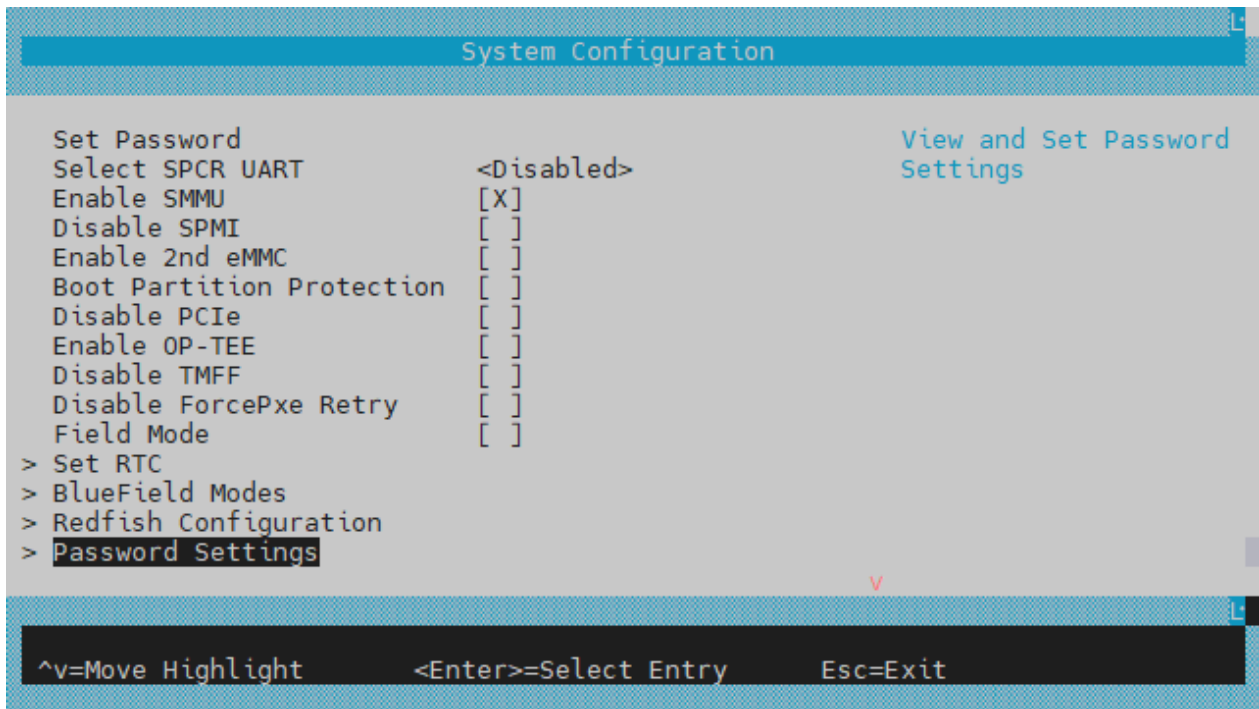 System Configuration
Set Password
View and Set Password
Select SPCR UART <Disabled>
Settings
Enable SMMU [X]
Disable SPMI [ ]
Enable 2nd eMMC [ ]
Boot Partition Protection [ ]
Disable PCIe [ ]
Enable OP-TEE [ ]
Disable TMFF [ ]
Disable ForcePxe Retry [ ]
Field Mode [ ]
> Set RTC
> BlueField Modes
> Redfish Configuration
> Password Settings
v
^v=Move Highlight <Enter>=Select Entry Esc=Exit